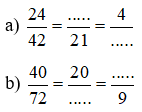 a) 24/42 = ...../21 = 4/.....
b) 40/72 = 20/..... = ...../9